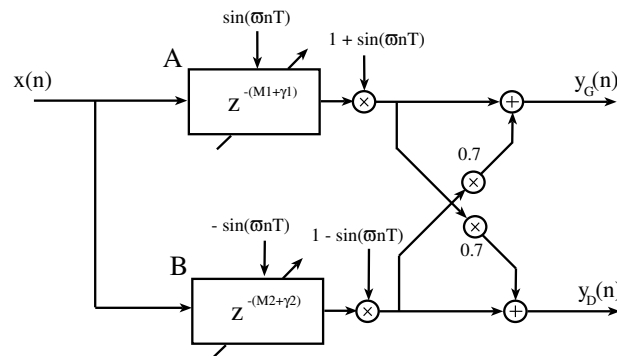 sin(ϖnT)
A
1 + sin(ϖnT)
x(n)
z^-(M1+γ1)
×
+
y_G(n)
0.7
×
×
0.7
- sin(ϖnT)
B
1 - sin(ϖnT)
z^-(M2+γ2)
×
+
y_D(n)